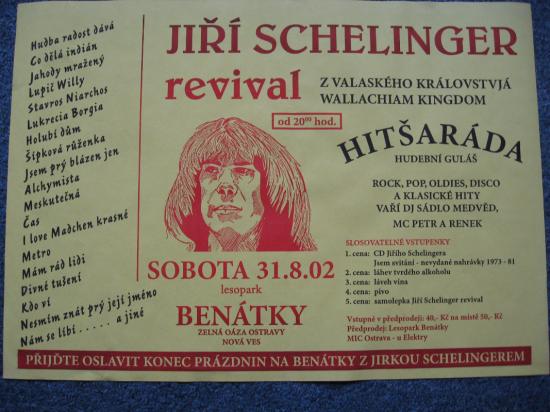 JIŘÍ SCHELINGER
revival
Z VALASKÉHO KRÁLOVSTVJÁ
WALLACHIAM KINGDOM
od 20⁰⁰ hod.
Hudba radost dává
Co dělá indián
Jahody mražený
Lupič Willy
Stavros Niarchos
Lukrecia Borgia
Holubí dům
Šípková růženka
Jsem prý blázen jen
Alchymista
Meskutečná
Čas
I love Madchen krasné
Metro
Mám rád lidi
Divné tušení
Kdo ví
Nesmím znát prý její jméno
Nám se líbí . . . . . a jiné
HITŠARÁDA
HUDEBNÍ GULÁŠ
ROCK, POP, OLDIES, DISCO
A KLASICKÉ HITY
VAŘÍ DJ SÁDLO MEDVĚD,
MC PETR A RENEK
SLOSOVATELNÉ VSTUPENKY
1. cena: CD Jiřího Schelingera
Jsem svítání - nevydané nahrávky 1973 - 81
2. cena: láhev tvrdého alkoholu
3. cena: láveh vína
4. cena: pivo
5. cena: samolepka Jiří Schelinger revival
Vstupné v předprodeji: 40,- Kč na místě 50,- Kč
Předprodej: Lesopark Benátky
MIC Ostrava - u Elektry
SOBOTA 31.8.02
lesopark
BENÁTKY
ZELNÁ OÁZA OSTRAVY
NOVÁ VES
PŘIJĎTE OSLAVIT KONEC PRÁZDNIN NA BENÁTKY Z JIRKOU SCHELINGEREM